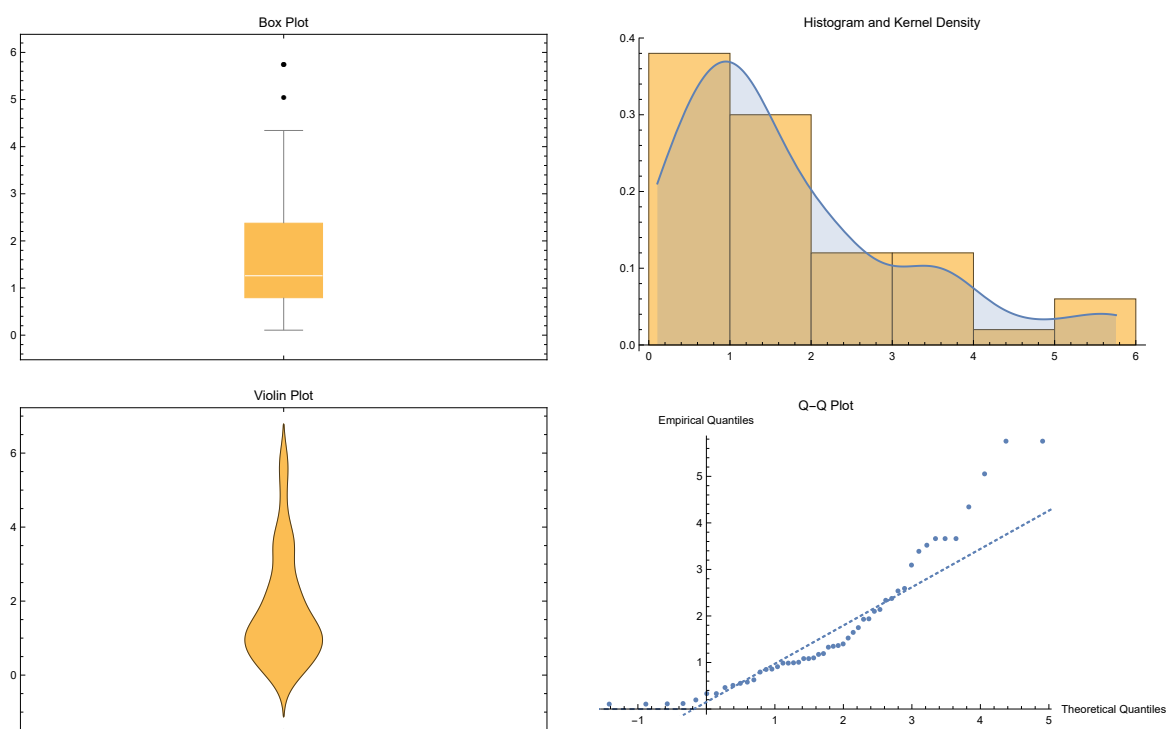 Box Plot
6
5
4
3
2
1
0
Histogram and Kernel Density
0.4
0.3
0.2
0.1
0.0
0 1 2 3 4 5 6
Violin Plot
6
4
2
0
Q–Q Plot
Empirical Quantiles
5
4
3
2
1
−1 1 2 3 4 5
Theoretical Quantiles